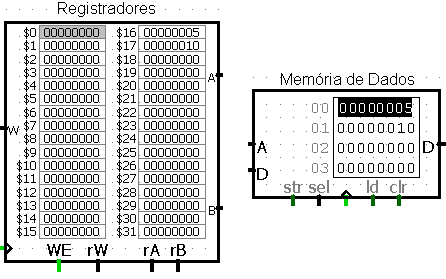 Registradores
$0 00000000 $16 00000005
$1 00000000 $17 00000010
$2 00000000 $18 00000000
$3 00000000 $19 00000000
$4 00000000 $20 00000000
$5 00000000 $21 00000000
$6 00000000 $22 00000000
$7 00000000 $23 00000000
$8 00000000 $24 00000000
$9 00000000 $25 00000000
$10 00000000 $26 00000000
$11 00000000 $27 00000000
$12 00000000 $28 00000000
$13 00000000 $29 00000000
$14 00000000 $30 00000000
$15 00000000 $31 00000000
W
A
B
WE rW rA rB
Memória de Dados
00 00000005
01 00000010
02 00000000
03 00000000
A
D
D
str sel ld clr